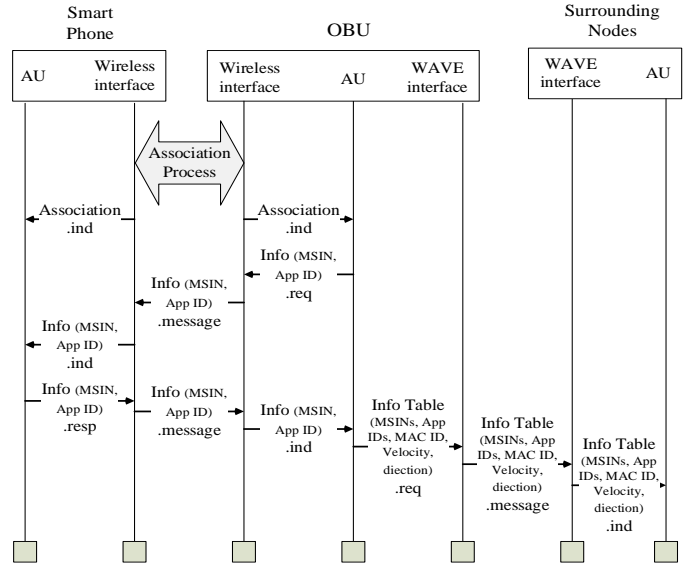 Smart
Phone
OBU
Surrounding
Nodes
AU
Wireless
interface
Wireless
interface
AU
WAVE
interface
WAVE
interface
AU
Association
Process
Association
.ind
Association
.ind
Info (MSIN,
App ID)
.req
Info (MSIN,
App ID)
.message
Info (MSIN,
App ID)
.ind
Info (MSIN,
App ID)
.resp
Info (MSIN,
App ID)
.message
Info (MSIN,
App ID)
.ind
Info Table
(MSINs, App
IDs, MAC ID,
Velocity,
diection)
.req
Info Table
(MSINs, App
IDs, MAC ID,
Velocity,
diection)
.message
Info Table
(MSINs, App
IDs, MAC ID,
Velocity,
diection)
.ind